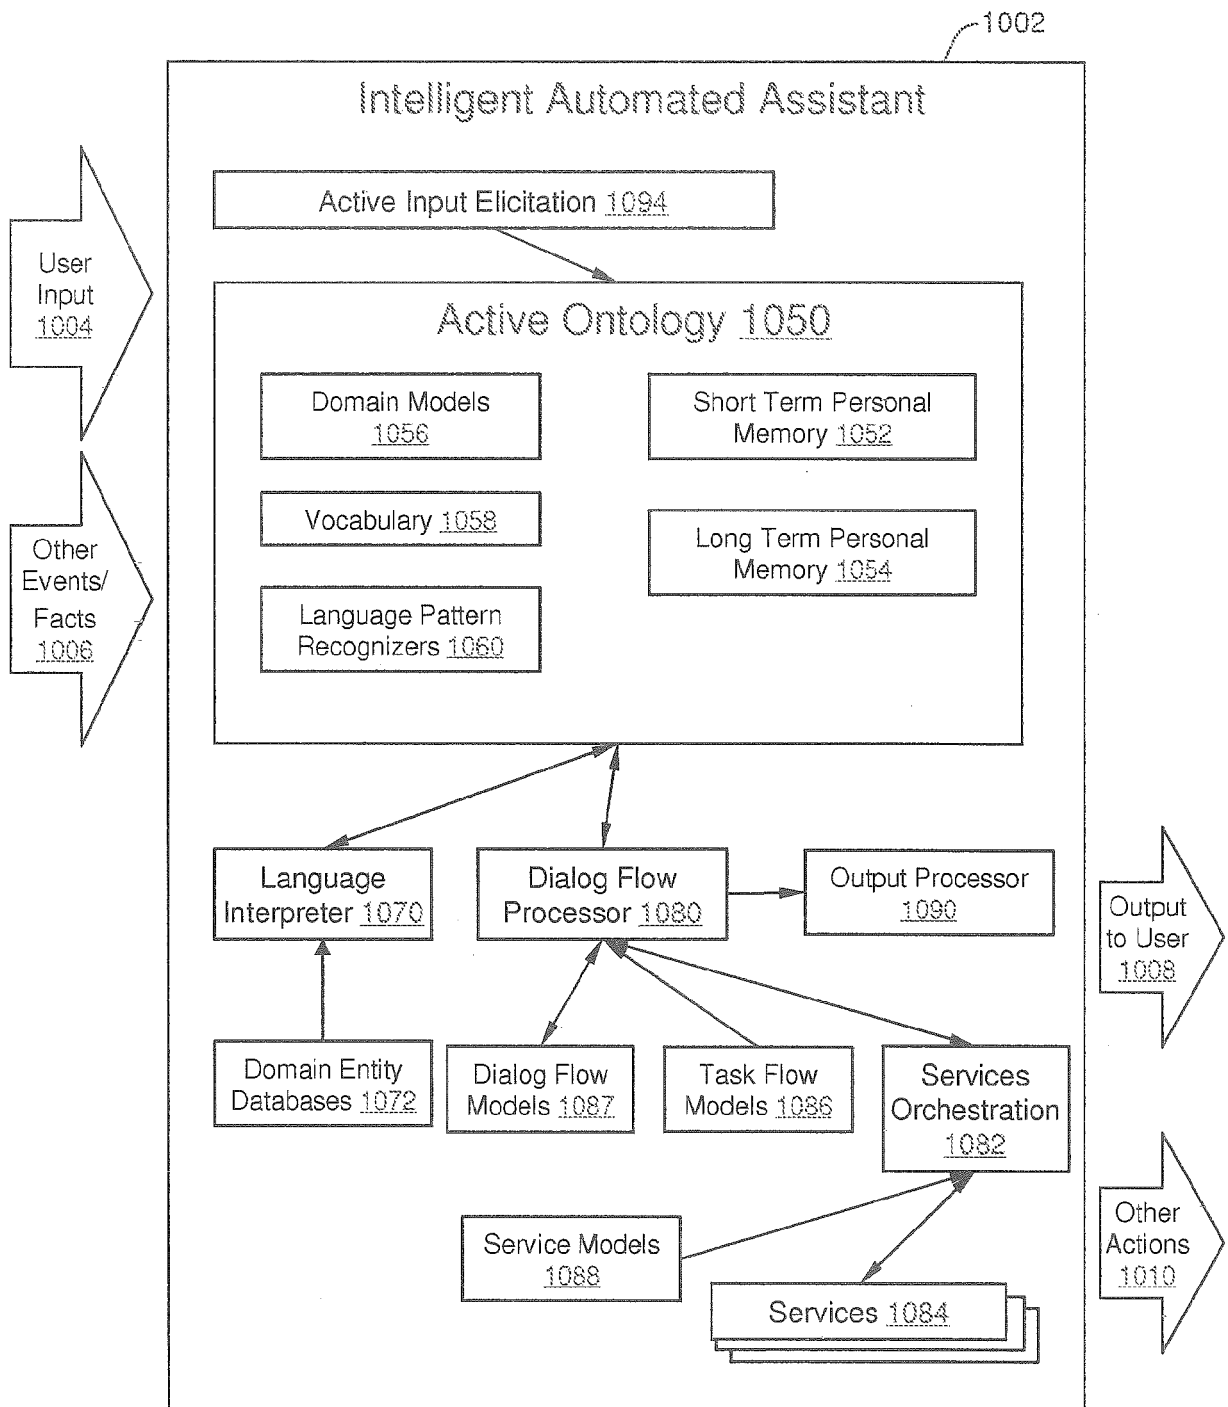 1002
Intelligent Automated Assistant
Active Input Elicitation 1094
User
Input
1004
Active Ontology 1050
Domain Models
1056
Short Term Personal
Memory 1052
Vocabulary 1058
Long Term Personal
Memory 1054
Other
Events/
Facts
1006
Language Pattern
Recognizers 1060
Language
Interpreter 1070
Dialog Flow
Processor 1080
Output Processor
1090
Output
to User
1008
Domain Entity
Databases 1072
Dialog Flow
Models 1087
Task Flow
Models 1086
Services
Orchestration
1082
Service Models
1088
Other
Actions
1010
Services 1084